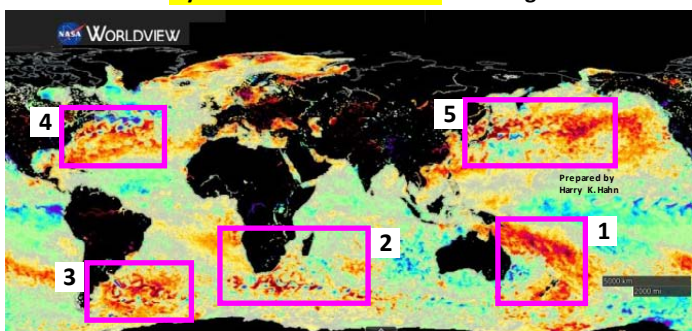 NASA WORLDVIEW
4
5
Prepared by
Harry K. Hahn
2
1
3
5000 km
2000 mi